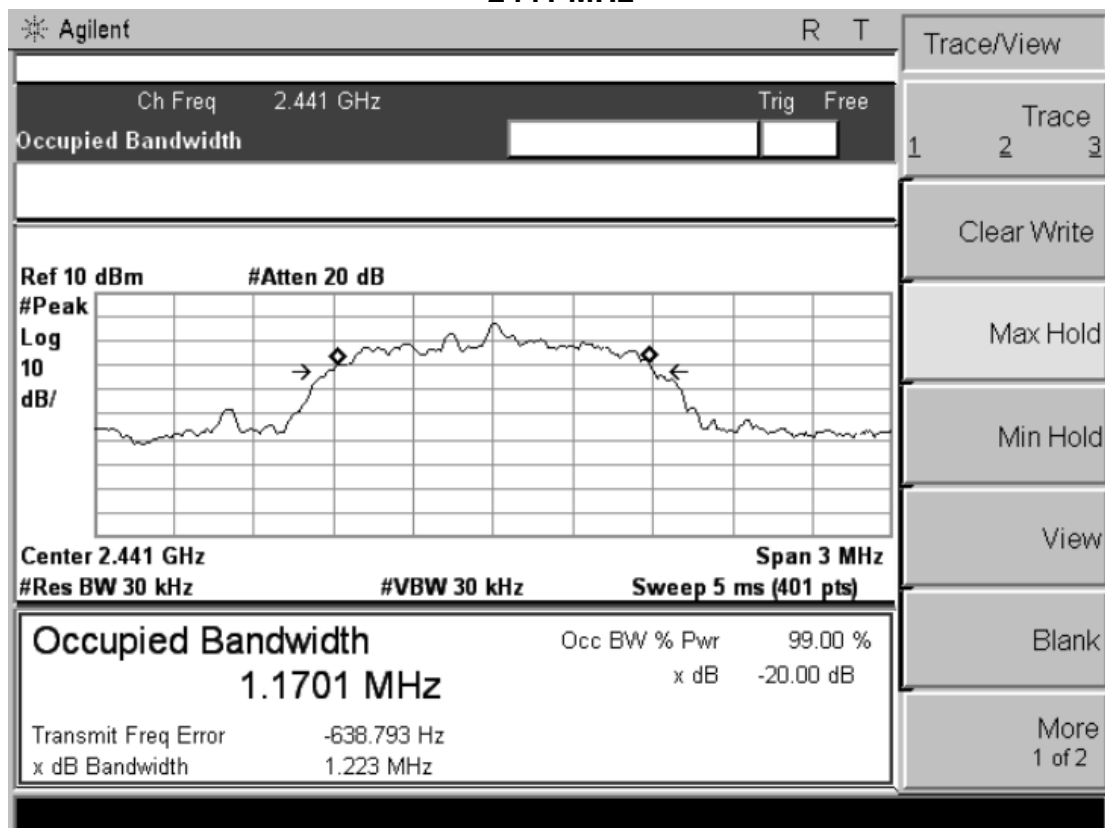 Agilent R T
Trace/View
Ch Freq 2.441 GHz Trig Free
Occupied Bandwidth
Trace
1 2 3
Clear Write
Max Hold
Min Hold
View
Blank
More
1 of 2
Ref 10 dBm #Atten 20 dB
#Peak
Log
10
dB/
Center 2.441 GHz Span 3 MHz
#Res BW 30 kHz #VBW 30 kHz Sweep 5 ms (401 pts)
Occupied Bandwidth
1.1701 MHz
Occ BW % Pwr 99.00 %
x dB -20.00 dB
Transmit Freq Error -638.793 Hz
x dB Bandwidth 1.223 MHz